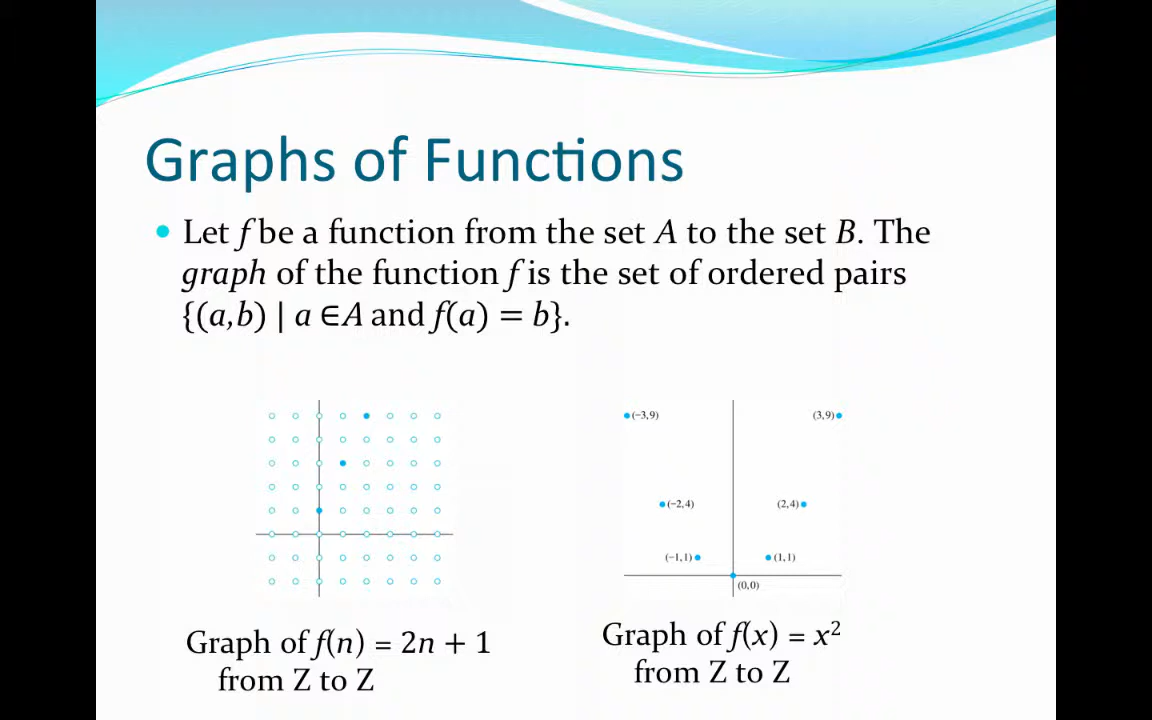 Graphs of Functions
• Let f be a function from the set A to the set B. The
graph of the function f is the set of ordered pairs
{(a,b) | a ∈A and f(a) = b}.
(−3,9)
(3,9)
(−2,4)
(2,4)
(−1,1)
(1,1)
(0,0)
Graph of f(n) = 2n + 1
from Z to Z
Graph of f(x) = x²
from Z to Z